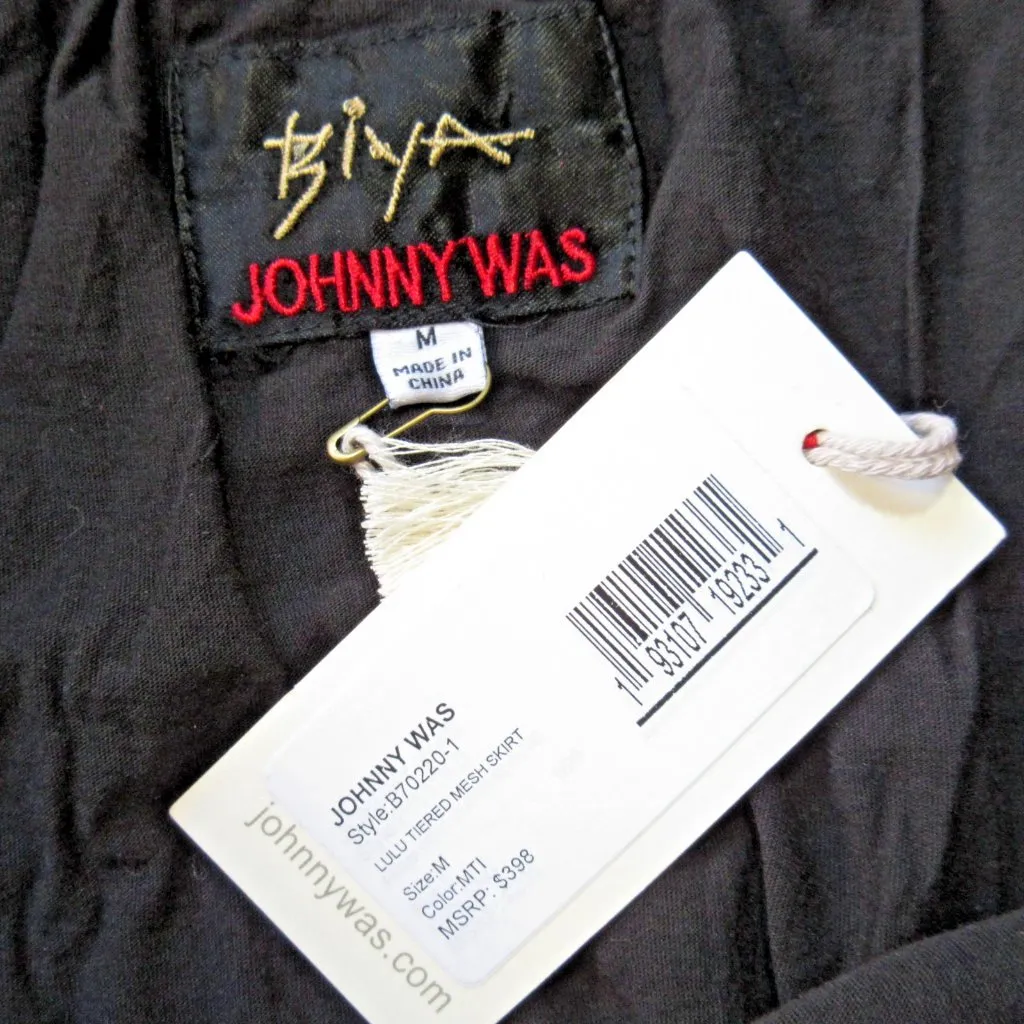 Biya
JOHNNY WAS
M
MADE IN
CHINA
1 93107 19233 1
JOHNNY WAS
Style:B70220-1
LULU TIERED MESH SKIRT
Size:M
Color:MTI
MSRP: $398
johnnywas.com